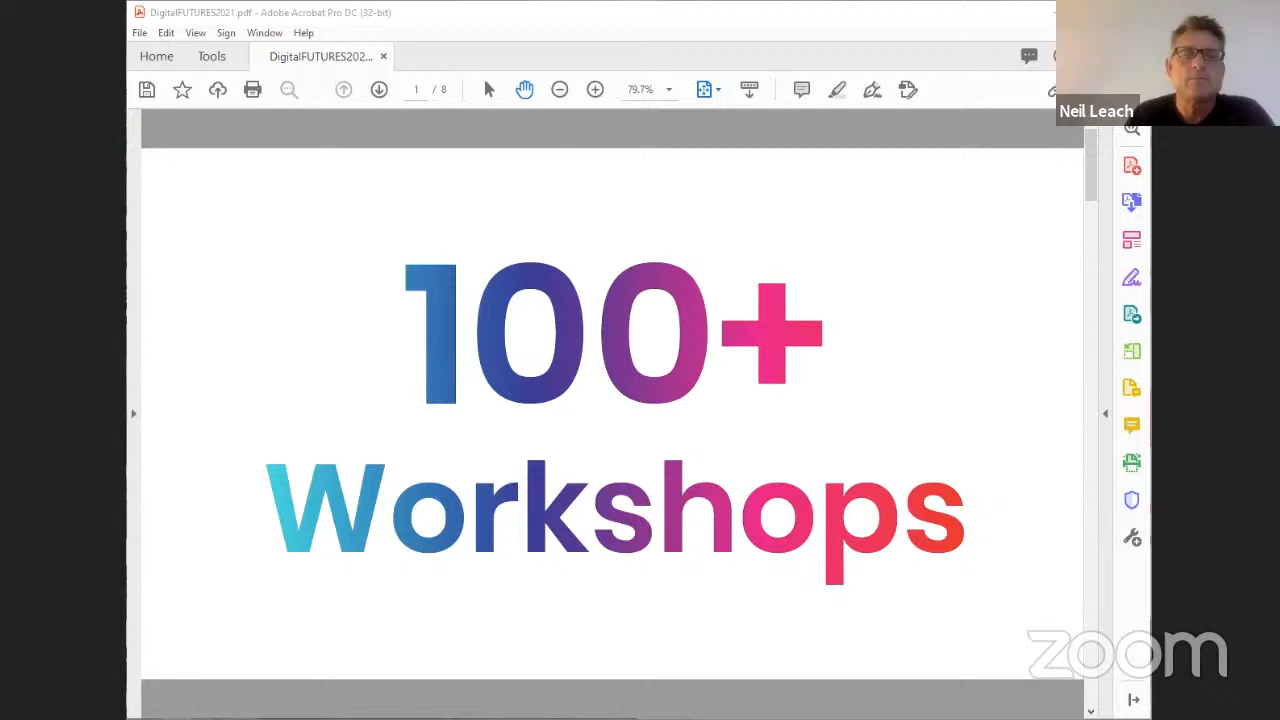 DigitalFUTURES2021.pdf - Adobe Acrobat Pro DC (32-bit)
File Edit View Sign Window Help
Home Tools DigitalFUTURES202... ×
1 / 8 79.7%
Neil Leach
100+
Workshops
zoom